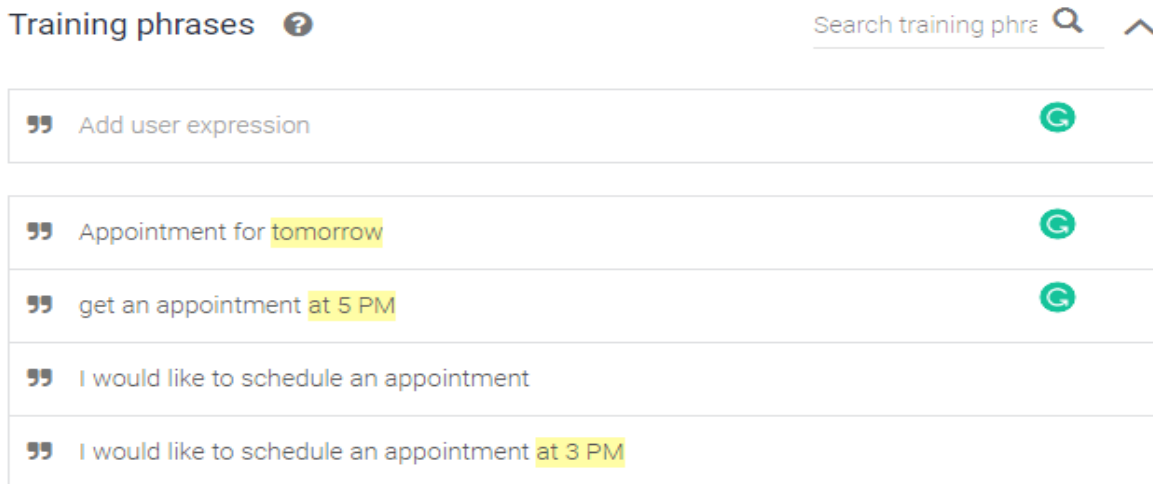 Training phrases
Search training phra
Add user expression
Appointment for tomorrow
get an appointment at 5 PM
I would like to schedule an appointment
I would like to schedule an appointment at 3 PM